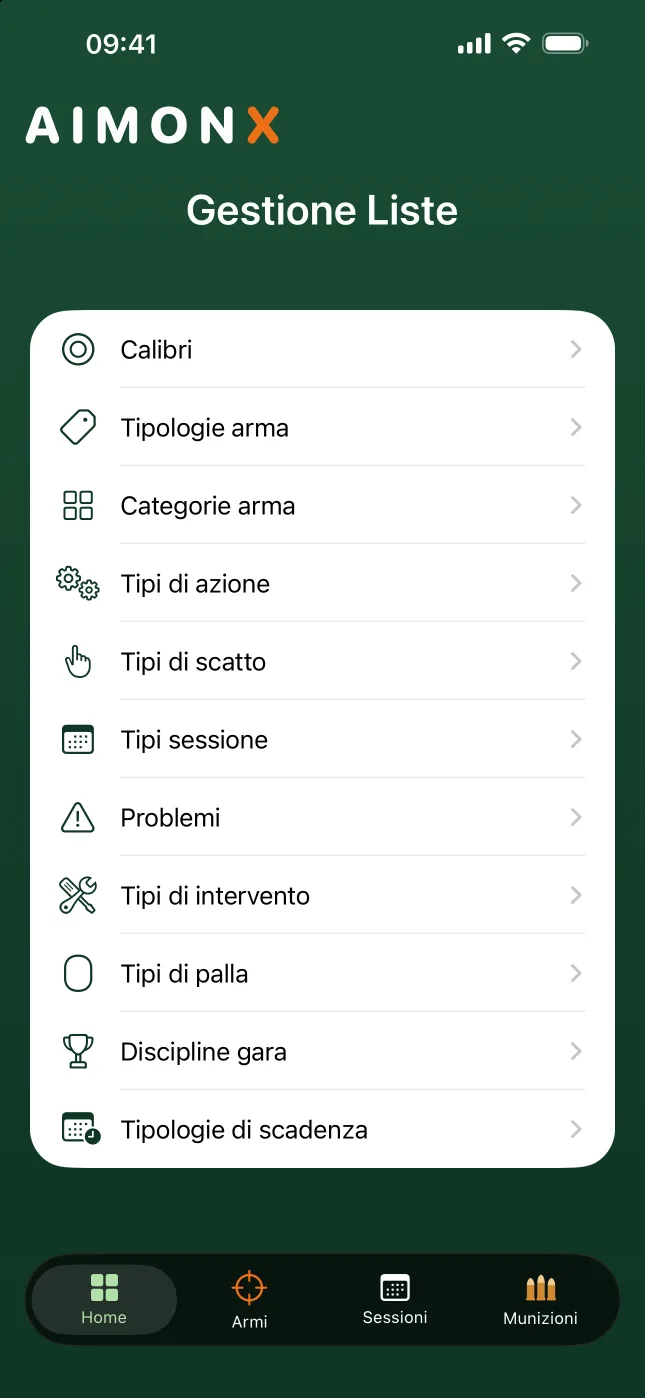 09:41
AIMONX
Gestione Liste
Calibri
Tipologie arma
Categorie arma
Tipi di azione
Tipi di scatto
Tipi sessione
Problemi
Tipi di intervento
Tipi di palla
Discipline gara
Tipologie di scadenza
Home
Armi
Sessioni
Munizioni